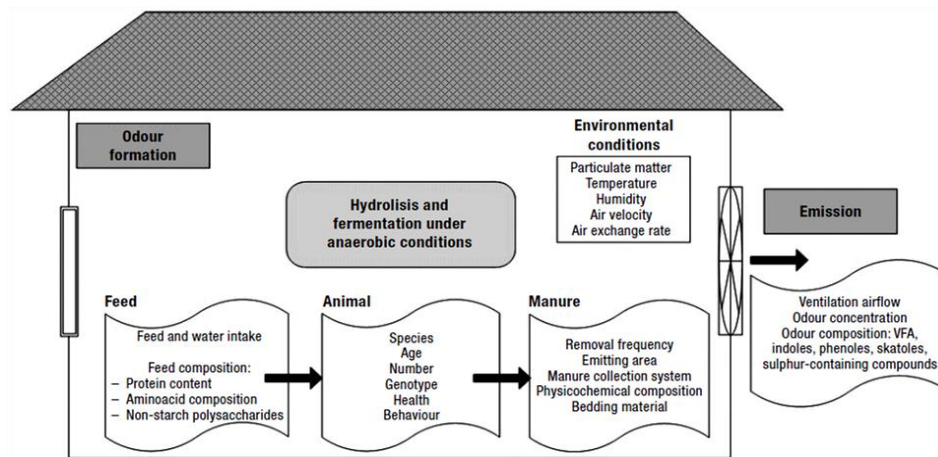 Odour
formation
Hydrolisis and
fermentation under
anaerobic conditions
Environmental
conditions
Particulate matter
Temperature
Humidity
Air velocity
Air exchange rate
Emission
Feed
Feed and water intake
Feed composition:
– Protein content
– Aminoacid composition
– Non-starch polysaccharides
Animal
Species
Age
Number
Genotype
Health
Behaviour
Manure
Removal frequency
Emitting area
Manure collection system
Physicochemical composition
Bedding material
Ventilation airflow
Odour concentration
Odour composition: VFA,
indoles, phenoles, skatoles,
sulphur-containing compounds